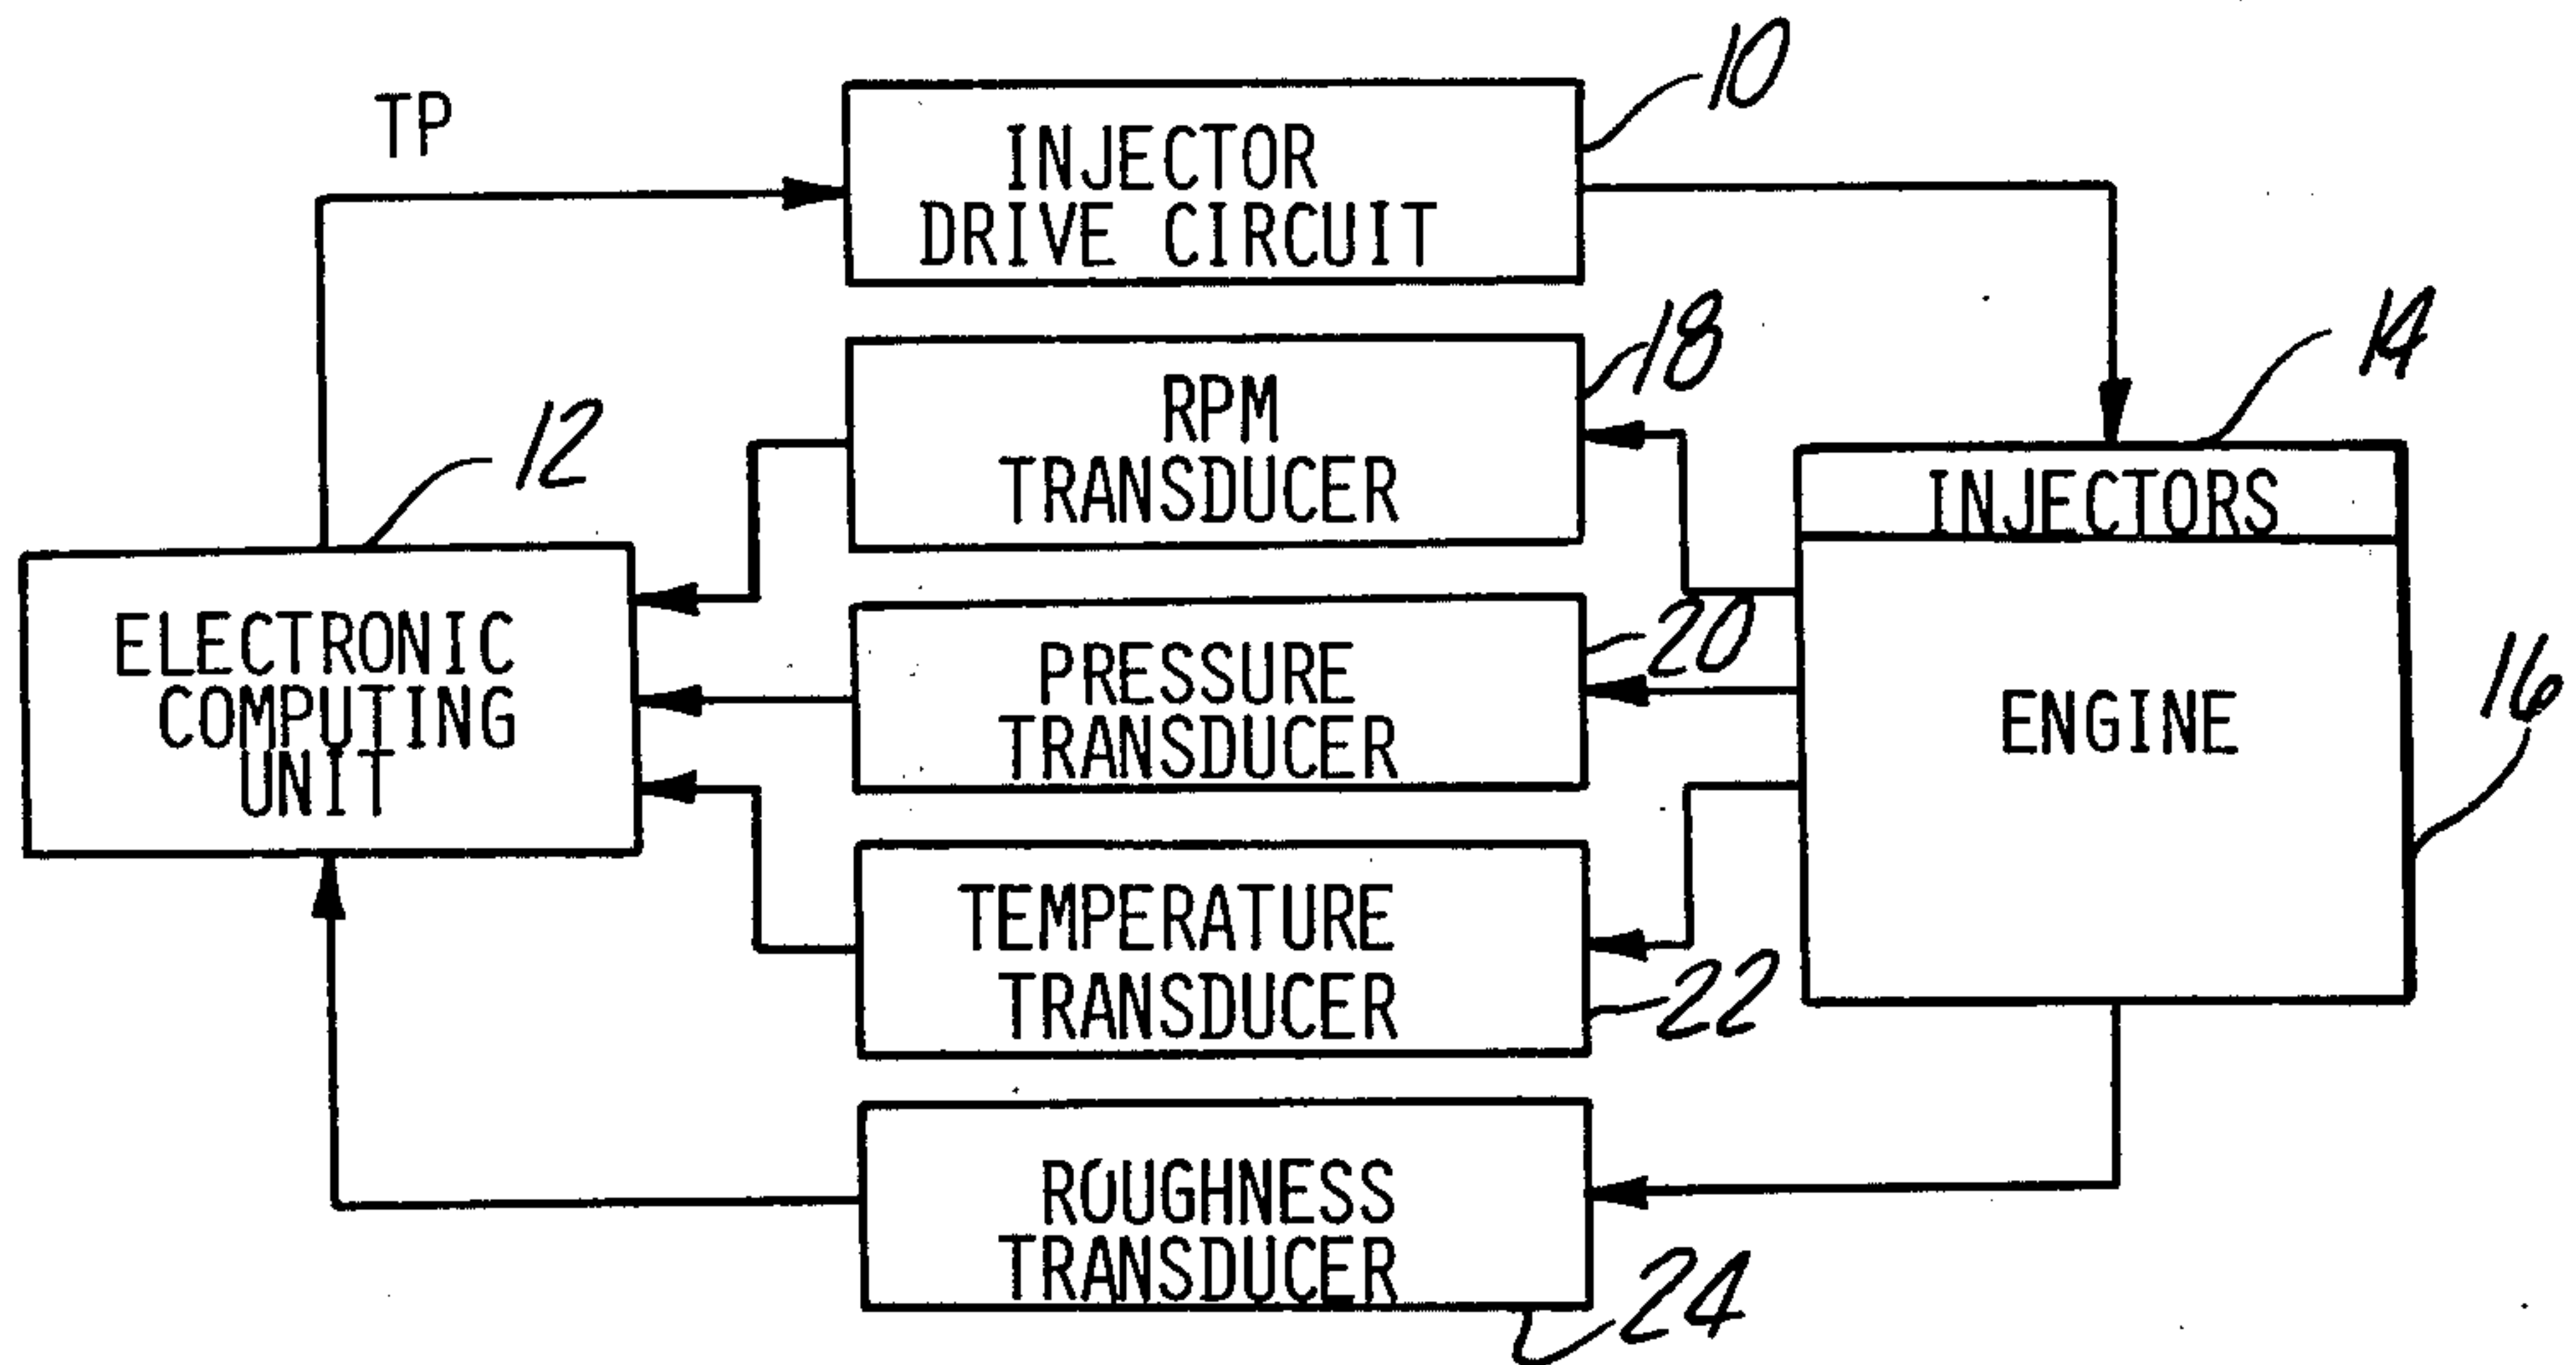 TP
10
INJECTOR
DRIVE CIRCUIT
18
RPM
TRANSDUCER
14
INJECTORS
12
ELECTRONIC
COMPUTING
UNIT
20
PRESSURE
TRANSDUCER
ENGINE
16
TEMPERATURE
TRANSDUCER
22
ROUGHNESS
TRANSDUCER
24